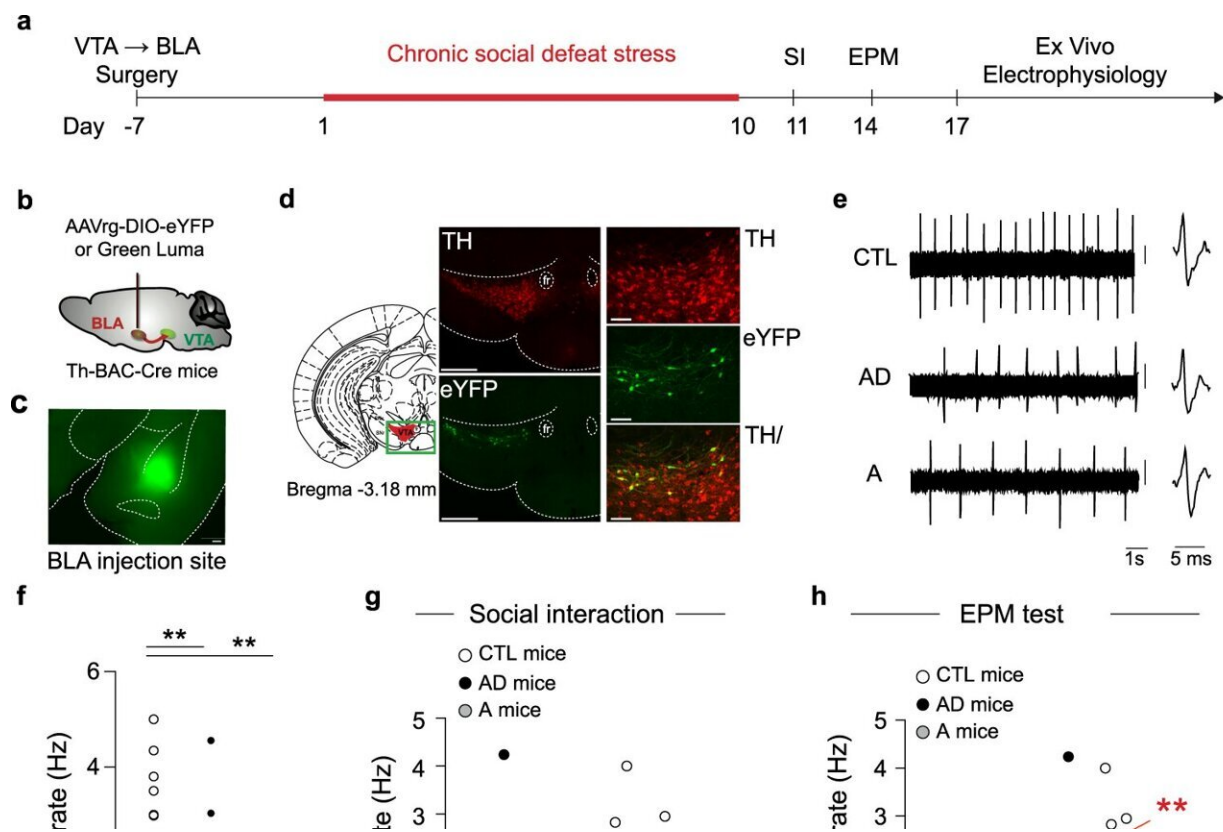 a
VTA → BLA
Surgery
Chronic social defeat stress
SI
EPM
Ex Vivo
Electrophysiology
Day
-7
1
10
11
14
17
b
AAVrg-DIO-eYFP
or Green Luma
BLA
VTA
Th-BAC-Cre mice
c
BLA injection site
d
VTA
Bregma -3.18 mm
TH
fr
eYFP
fr
TH
eYFP
TH/
e
CTL
AD
A
1s
5 ms
f
**
**
6
4
rate (Hz)
g
Social interaction
CTL mice
AD mice
A mice
5
4
3
h
EPM test
CTL mice
AD mice
A mice
5
4
3
rate (Hz)
**